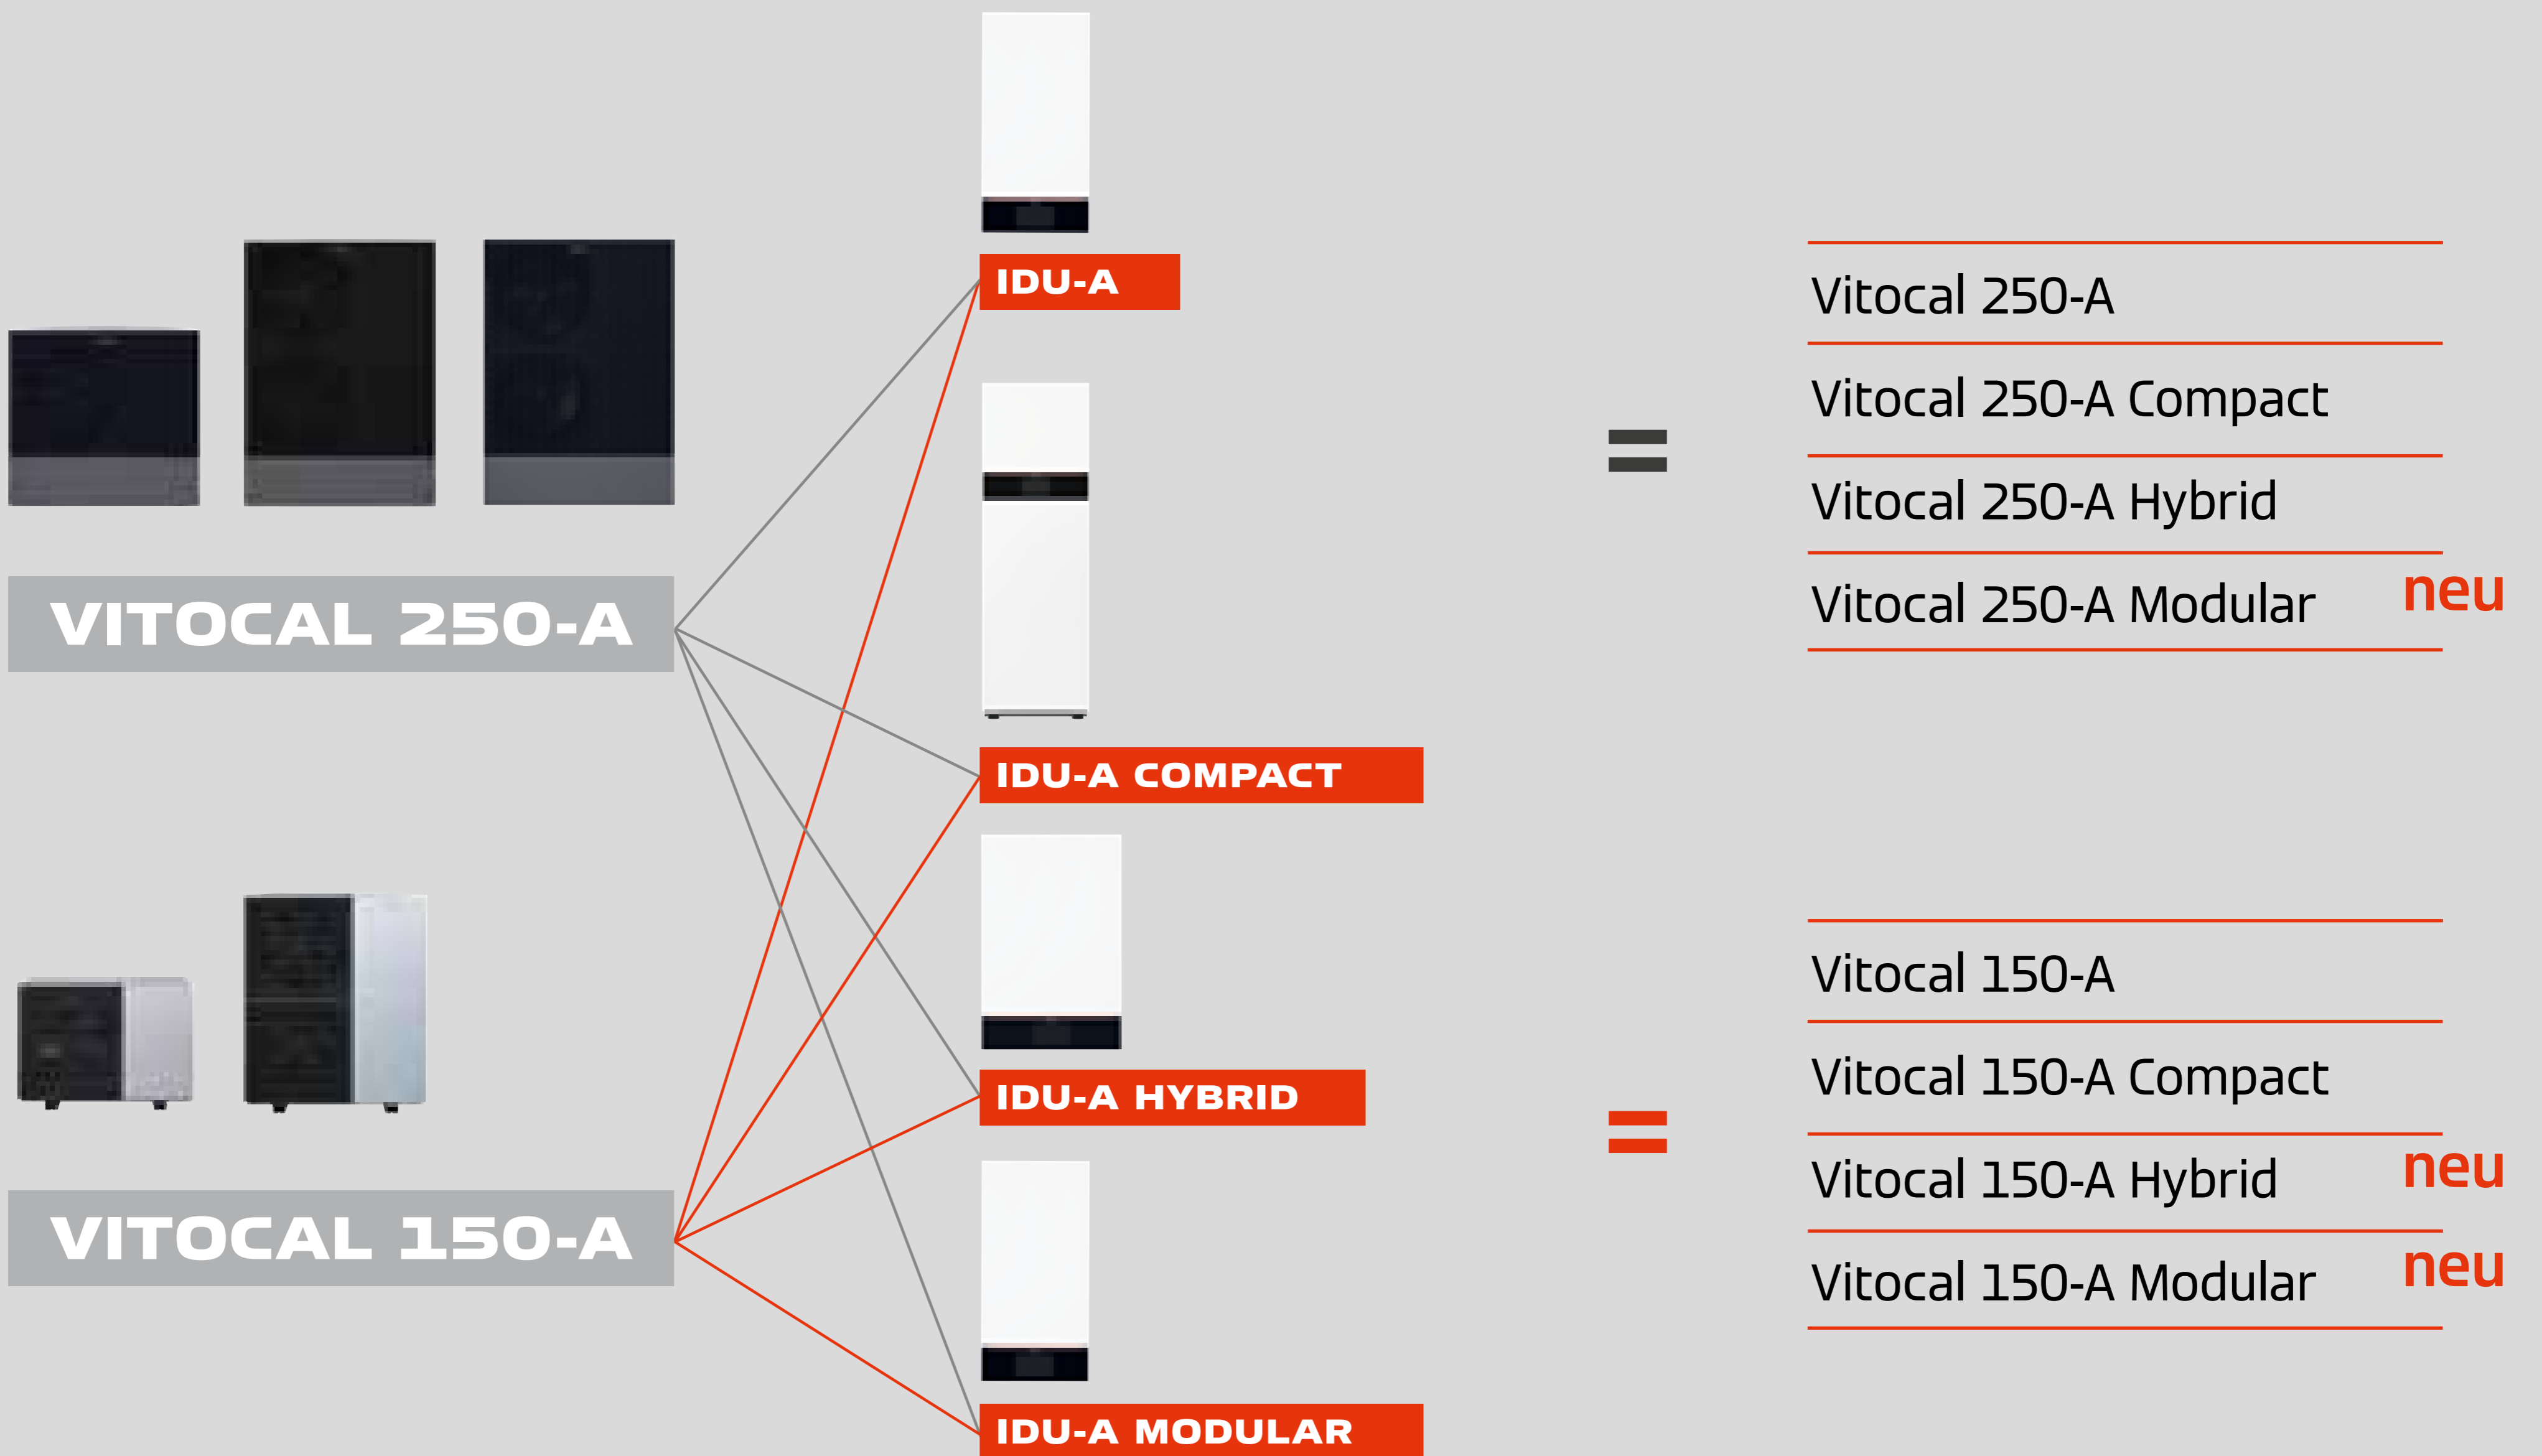 VITOCAL 250-A
VITOCAL 150-A
IDU-A
IDU-A COMPACT
IDU-A HYBRID
IDU-A MODULAR
=
Vitocal 250-A
Vitocal 250-A Compact
Vitocal 250-A Hybrid
Vitocal 250-A Modular neu
=
Vitocal 150-A
Vitocal 150-A Compact
Vitocal 150-A Hybrid neu
Vitocal 150-A Modular neu